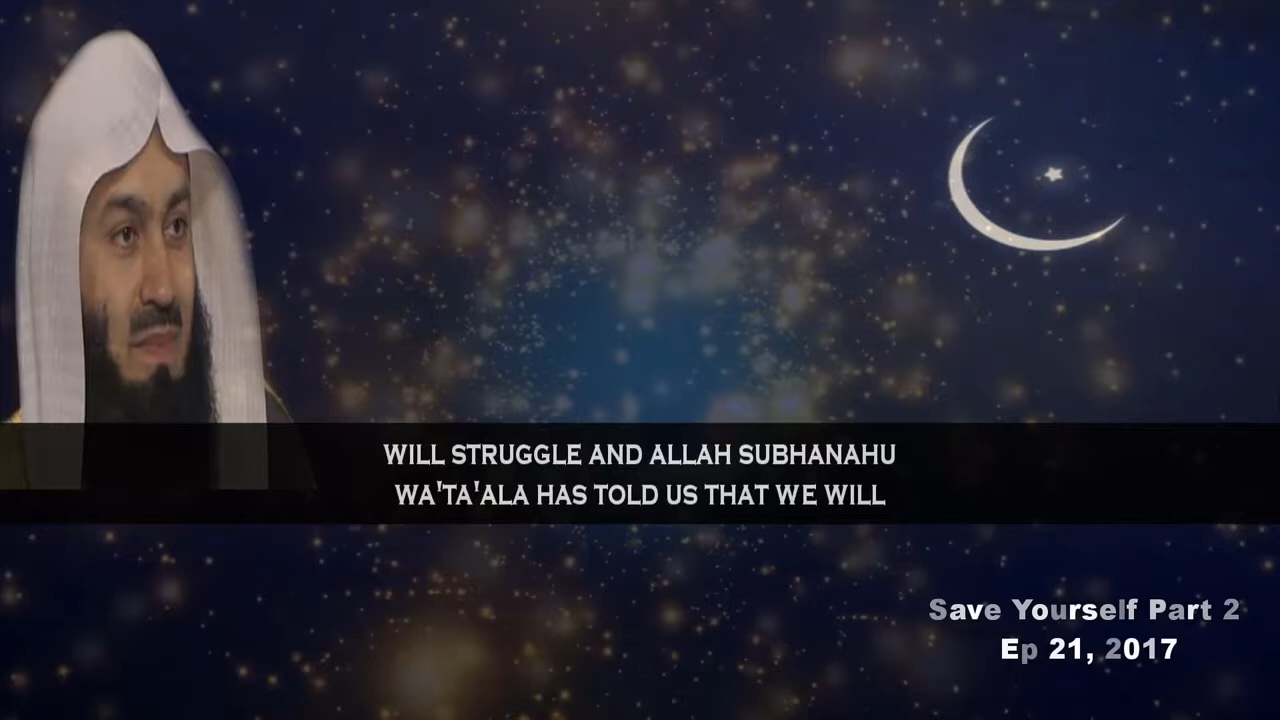 WILL STRUGGLE AND ALLAH SUBHANAHU
WA'TA'ALA HAS TOLD US THAT WE WILL
Save Yourself Part 2
Ep 21, 2017